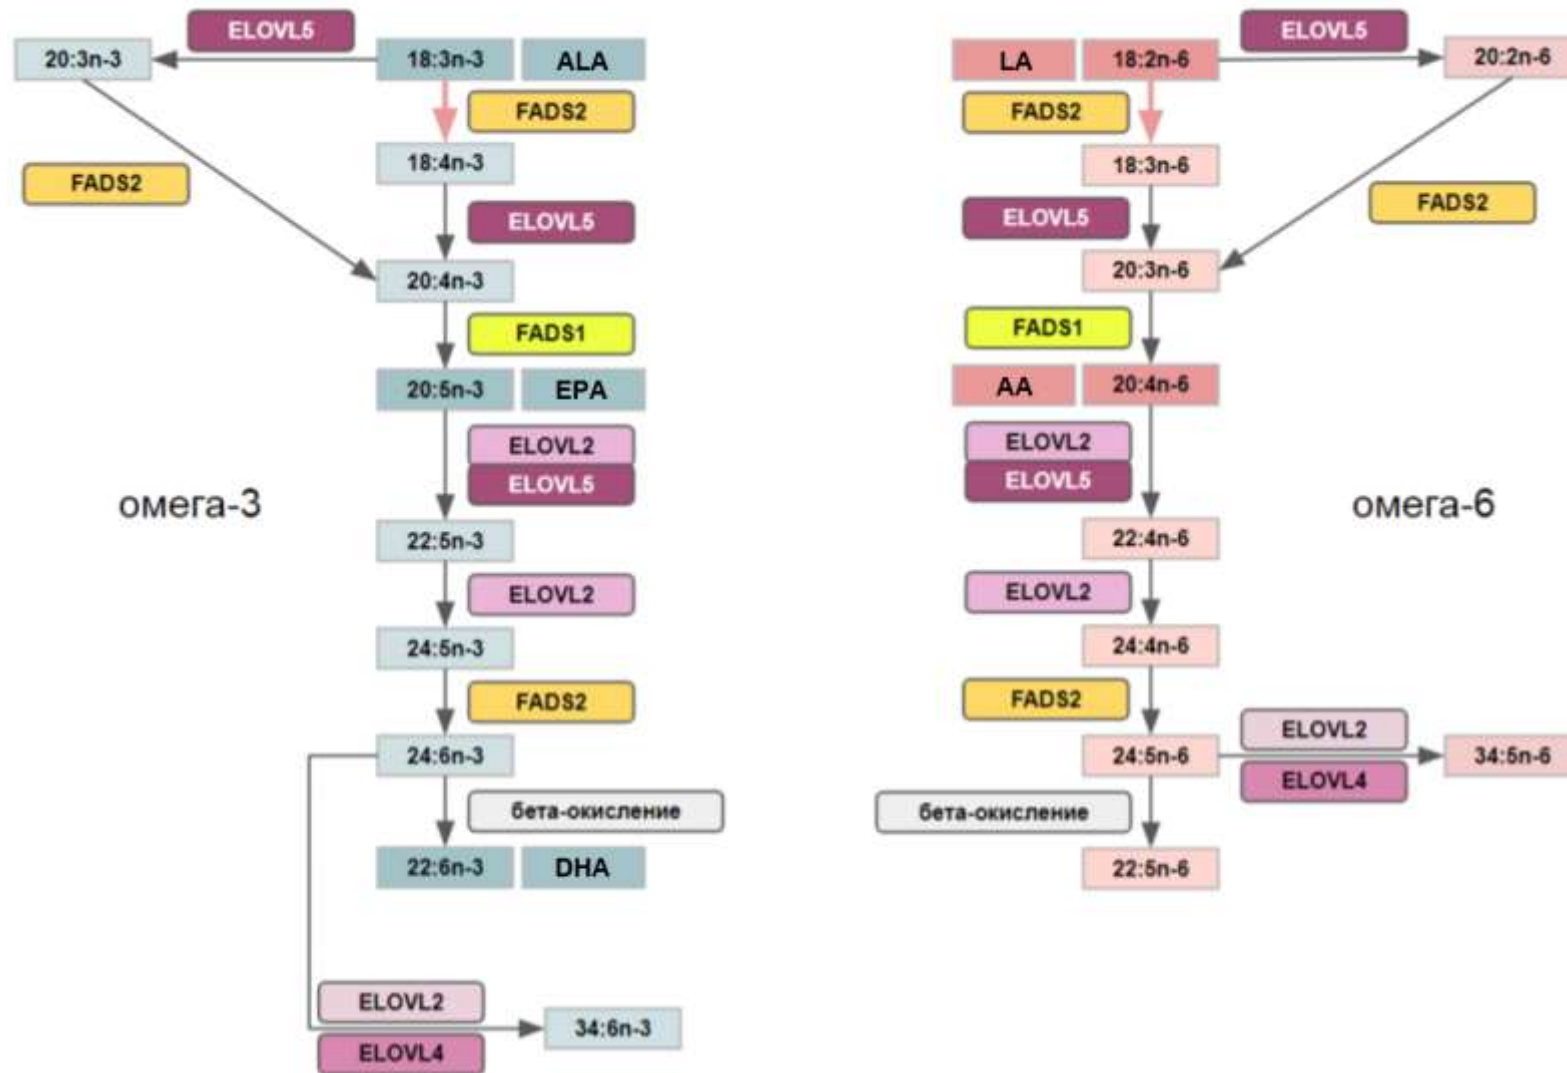 ELOVL5
20:3n-3
18:3n-3
ALA
FADS2
18:4n-3
FADS2
ELOVL5
20:4n-3
FADS1
20:5n-3
EPA
ELOVL2
ELOVL5
омега-3
22:5n-3
ELOVL2
24:5n-3
FADS2
24:6n-3
бета-окисление
22:6n-3
DHA
ELOVL2
34:6n-3
ELOVL4
ELOVL5
LA
18:2n-6
20:2n-6
FADS2
18:3n-6
FADS2
ELOVL5
20:3n-6
FADS1
AA
20:4n-6
ELOVL2
ELOVL5
омега-6
22:4n-6
ELOVL2
24:4n-6
FADS2
ELOVL2
24:5n-6
34:5n-6
ELOVL4
бета-окисление
22:5n-6